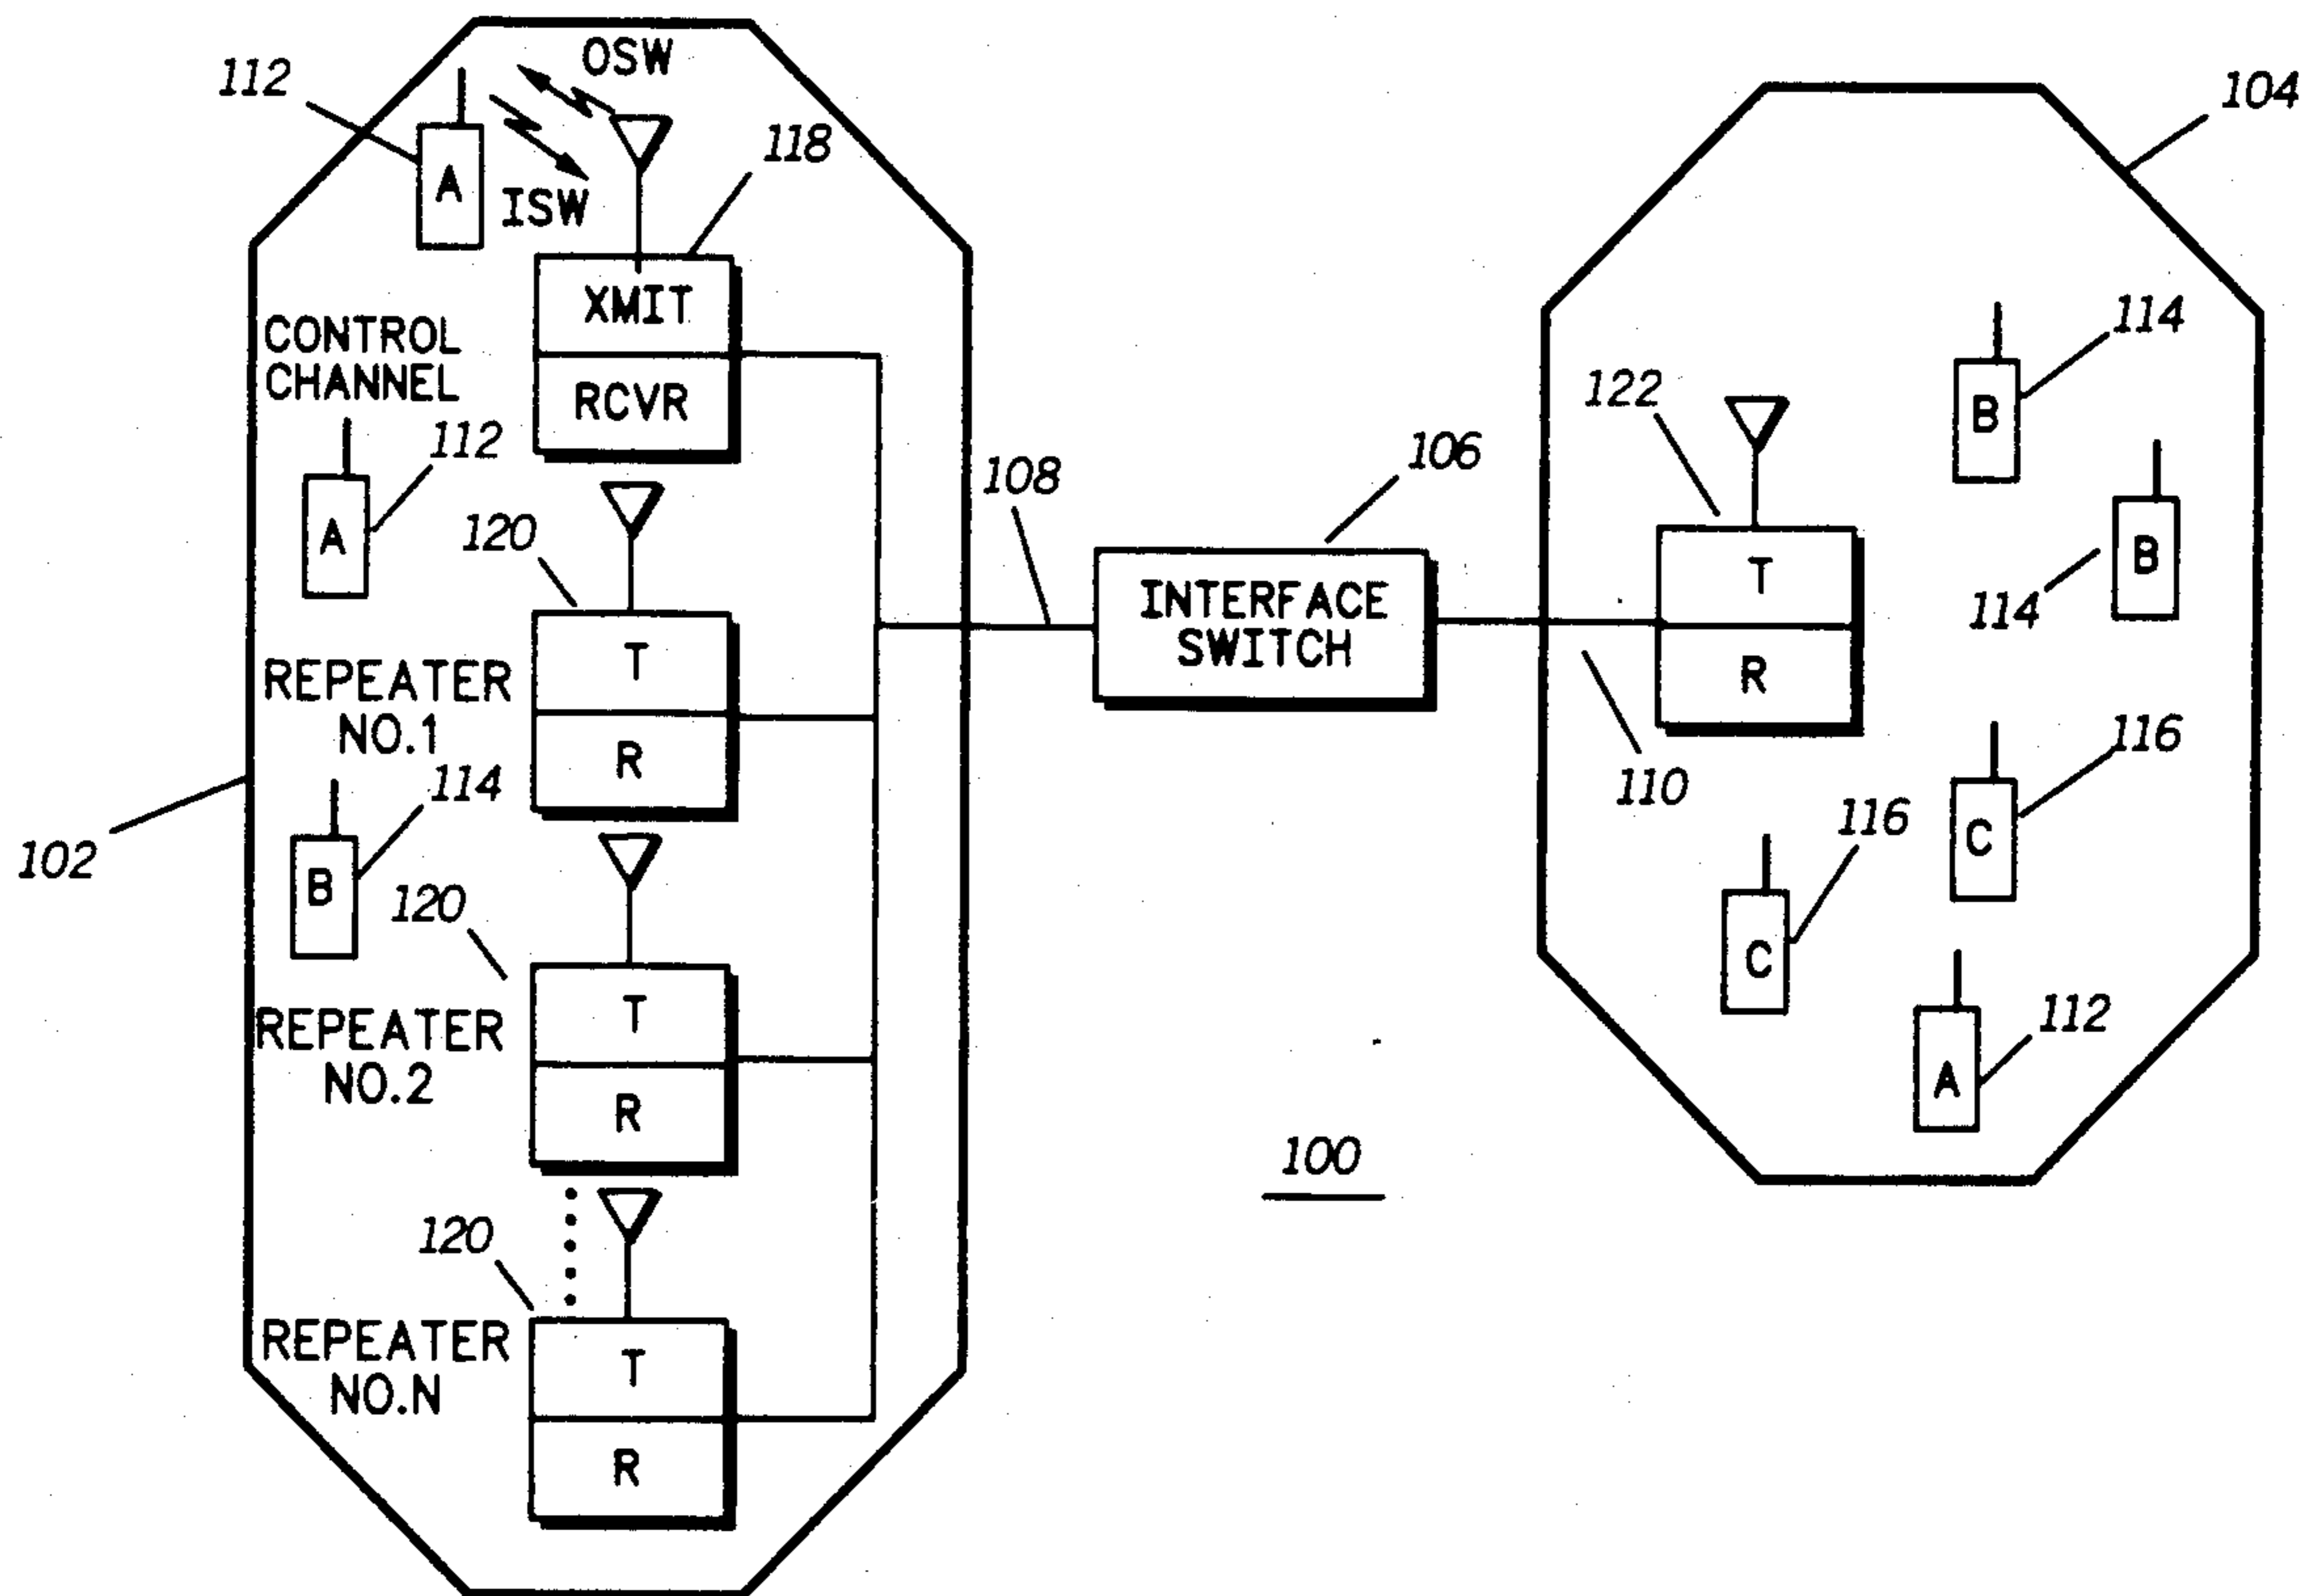 OSW
112
104
118
A
ISW
XMIT
CONTROL
CHANNEL
RCVR
114
B
122
112
106
108
A
120
B
114
INTERFACE
SWITCH
T
R
T
R
REPEATER
NO.1
110
114
116
C
102
B
116
120
C
T
R
REPEATER
NO.2
112
A
100
120
REPEATER
NO.N
T
R